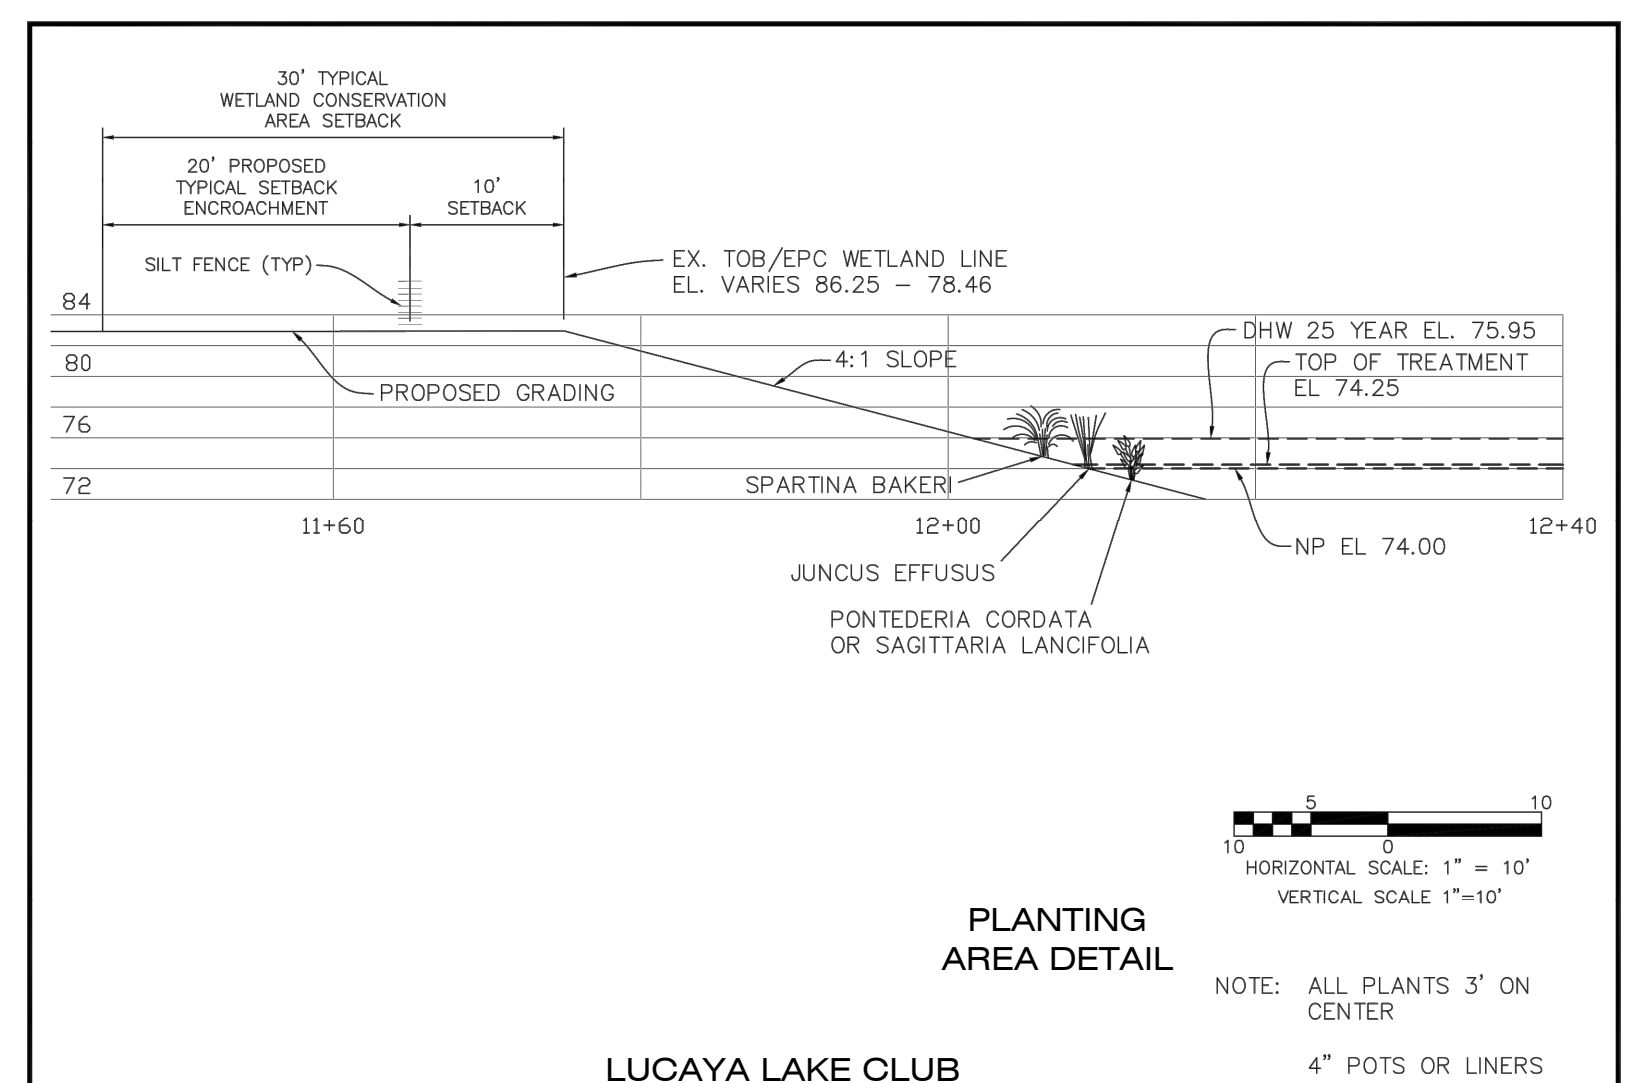 30' TYPICAL
WETLAND CONSERVATION
AREA SETBACK
20' PROPOSED
TYPICAL SETBACK
ENCROACHMENT
10'
SETBACK
SILT FENCE (TYP)
EX. TOB/EPC WETLAND LINE
EL. VARIES 86.25 – 78.46
84
80
76
72
PROPOSED GRADING
4:1 SLOPE
DHW 25 YEAR EL. 75.95
TOP OF TREATMENT
EL 74.25
SPARTINA BAKERI
11+60
12+00
12+40
NP EL 74.00
JUNCUS EFFUSUS
PONTEDERIA CORDATA
OR SAGITTARIA LANCIFOLIA
5
10
10
0
HORIZONTAL SCALE: 1" = 10'
VERTICAL SCALE 1"=10'
PLANTING
AREA DETAIL
NOTE: ALL PLANTS 3' ON
CENTER
4" POTS OR LINERS
LUCAYA LAKE CLUB